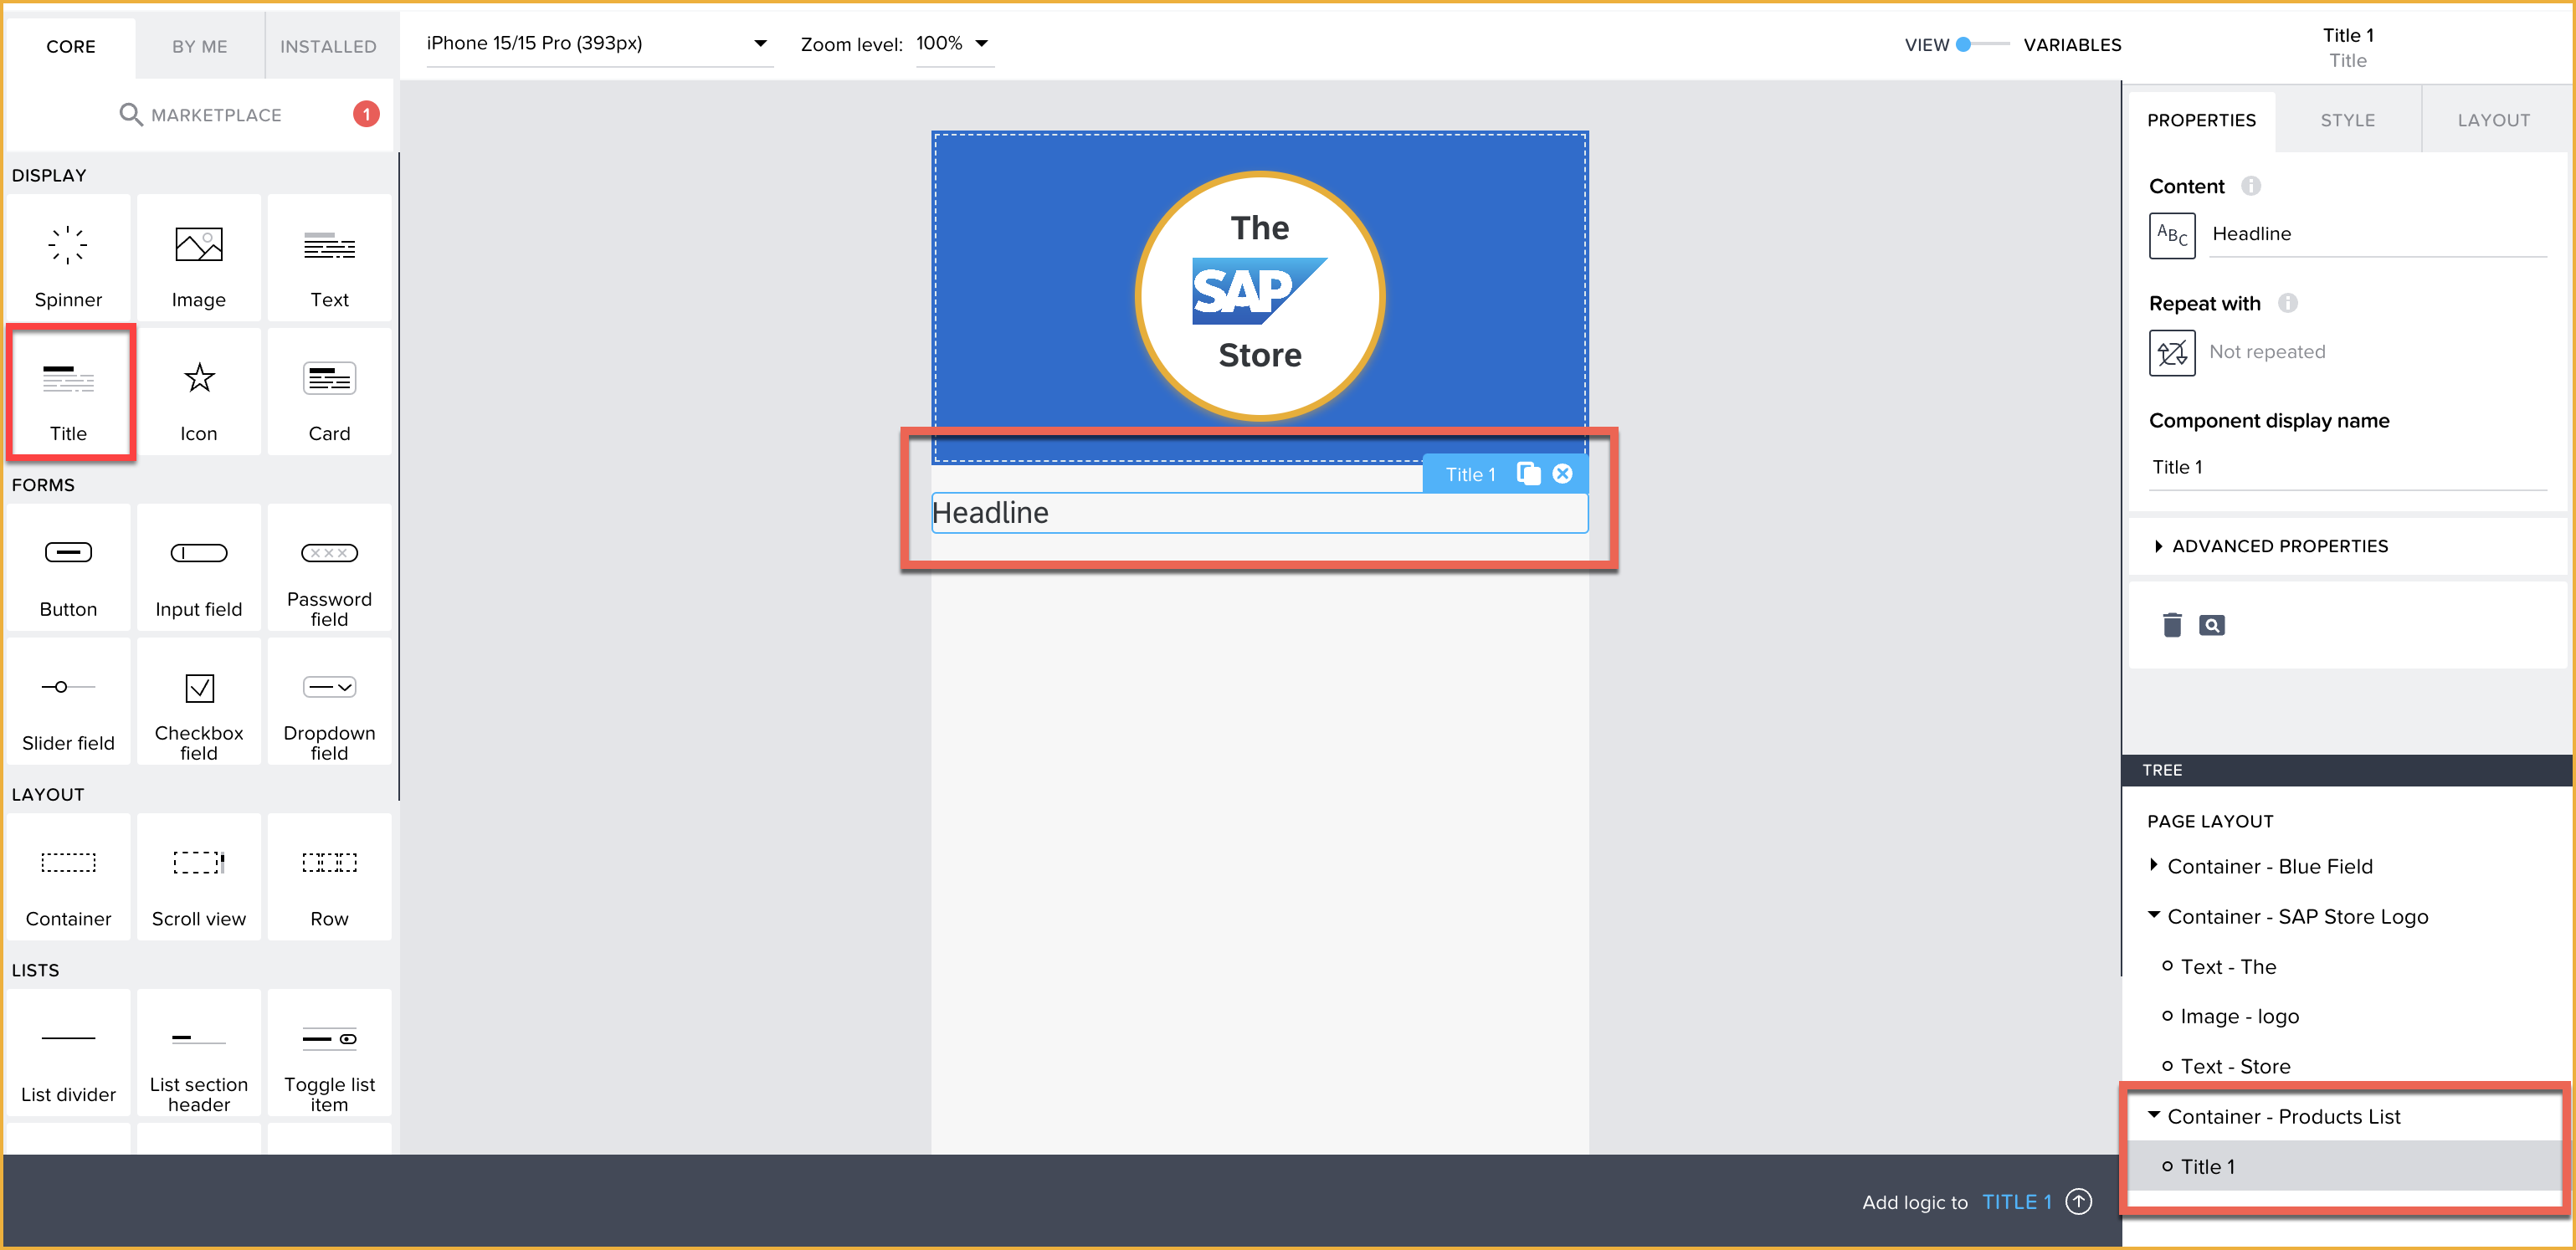 CORE
BY ME
INSTALLED
MARKETPLACE
1
DISPLAY
Spinner
Image
Text
Title
Icon
Card
FORMS
Button
Input field
Password
field
Slider field
Checkbox
field
Dropdown
field
LAYOUT
Container
Scroll view
Row
LISTS
List divider
List section
header
Toggle list
item
iPhone 15/15 Pro (393px)
Zoom level: 100%
VIEW
VARIABLES
The
SAP
Store
Title 1
Headline
Add logic to TITLE 1
Title 1
Title
PROPERTIES
STYLE
LAYOUT
Content
ABC
Headline
Repeat with
Not repeated
Component display name
Title 1
ADVANCED PROPERTIES
TREE
PAGE LAYOUT
Container - Blue Field
Container - SAP Store Logo
Text - The
Image - logo
Text - Store
Container - Products List
Title 1